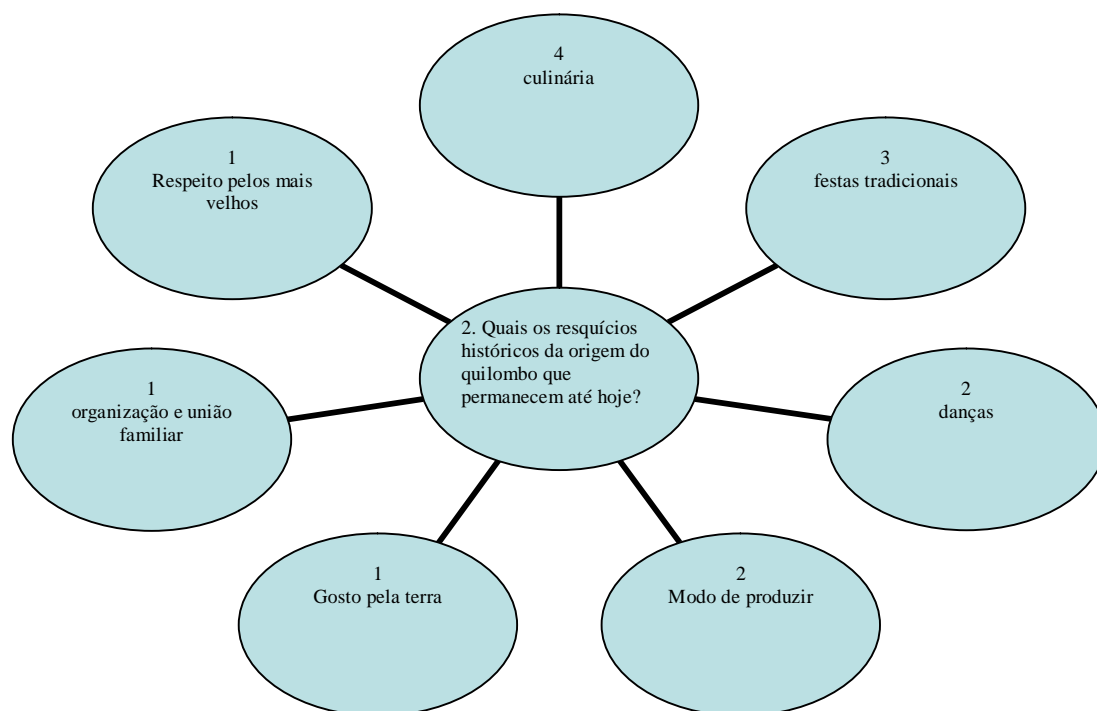 4
culinária
1
Respeito pelos mais
velhos
3
festas tradicionais
2. Quais os resquícios
históricos da origem do
quilombo que
permanecem até hoje?
1
organização e união
familiar
2
danças
1
Gosto pela terra
2
Modo de produzir